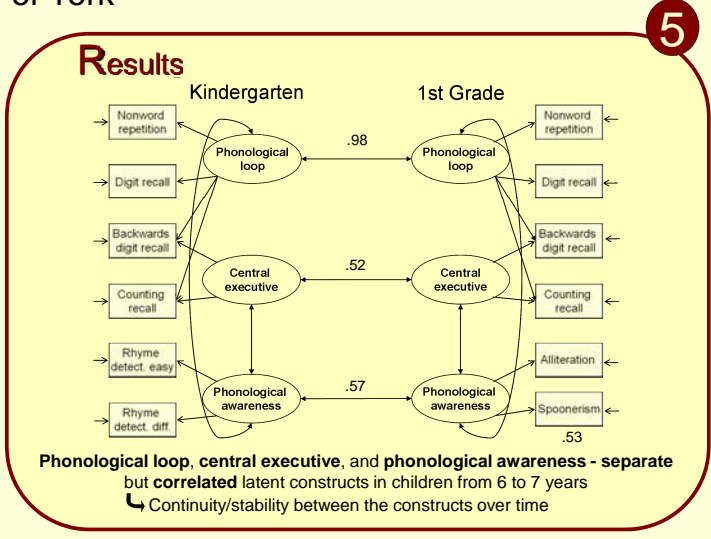 of York
5
Results
Kindergarten
1st Grade
Nonword
repetition
Phonological
loop
.98
Phonological
loop
Nonword
repetition
Digit recall
Digit recall
Backwards
digit recall
Backwards
digit recall
Central
executive
.52
Central
executive
Counting
recall
Counting
recall
Rhyme
detect. easy
Alliteration
Phonological
awareness
.57
Phonological
awareness
Rhyme
detect. diff.
Spoonerism
.53
Phonological loop, central executive, and phonological awareness - separate
but correlated latent constructs in children from 6 to 7 years
Continuity/stability between the constructs over time